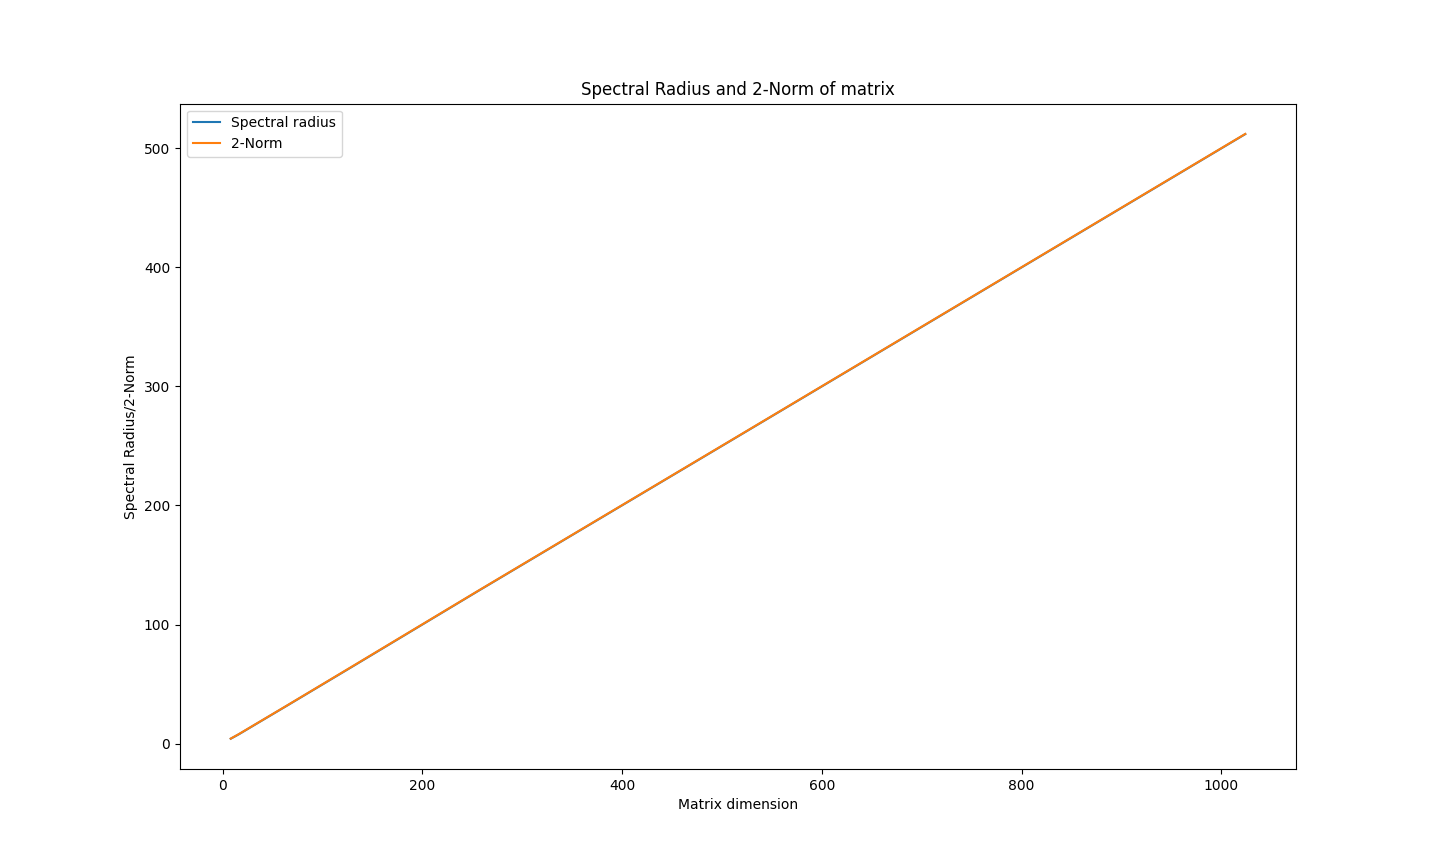 Spectral Radius and 2-Norm of matrix
Spectral radius
2-Norm
500
400
300
200
100
0
Spectral Radius/2-Norm
0 200 400 600 800 1000
Matrix dimension